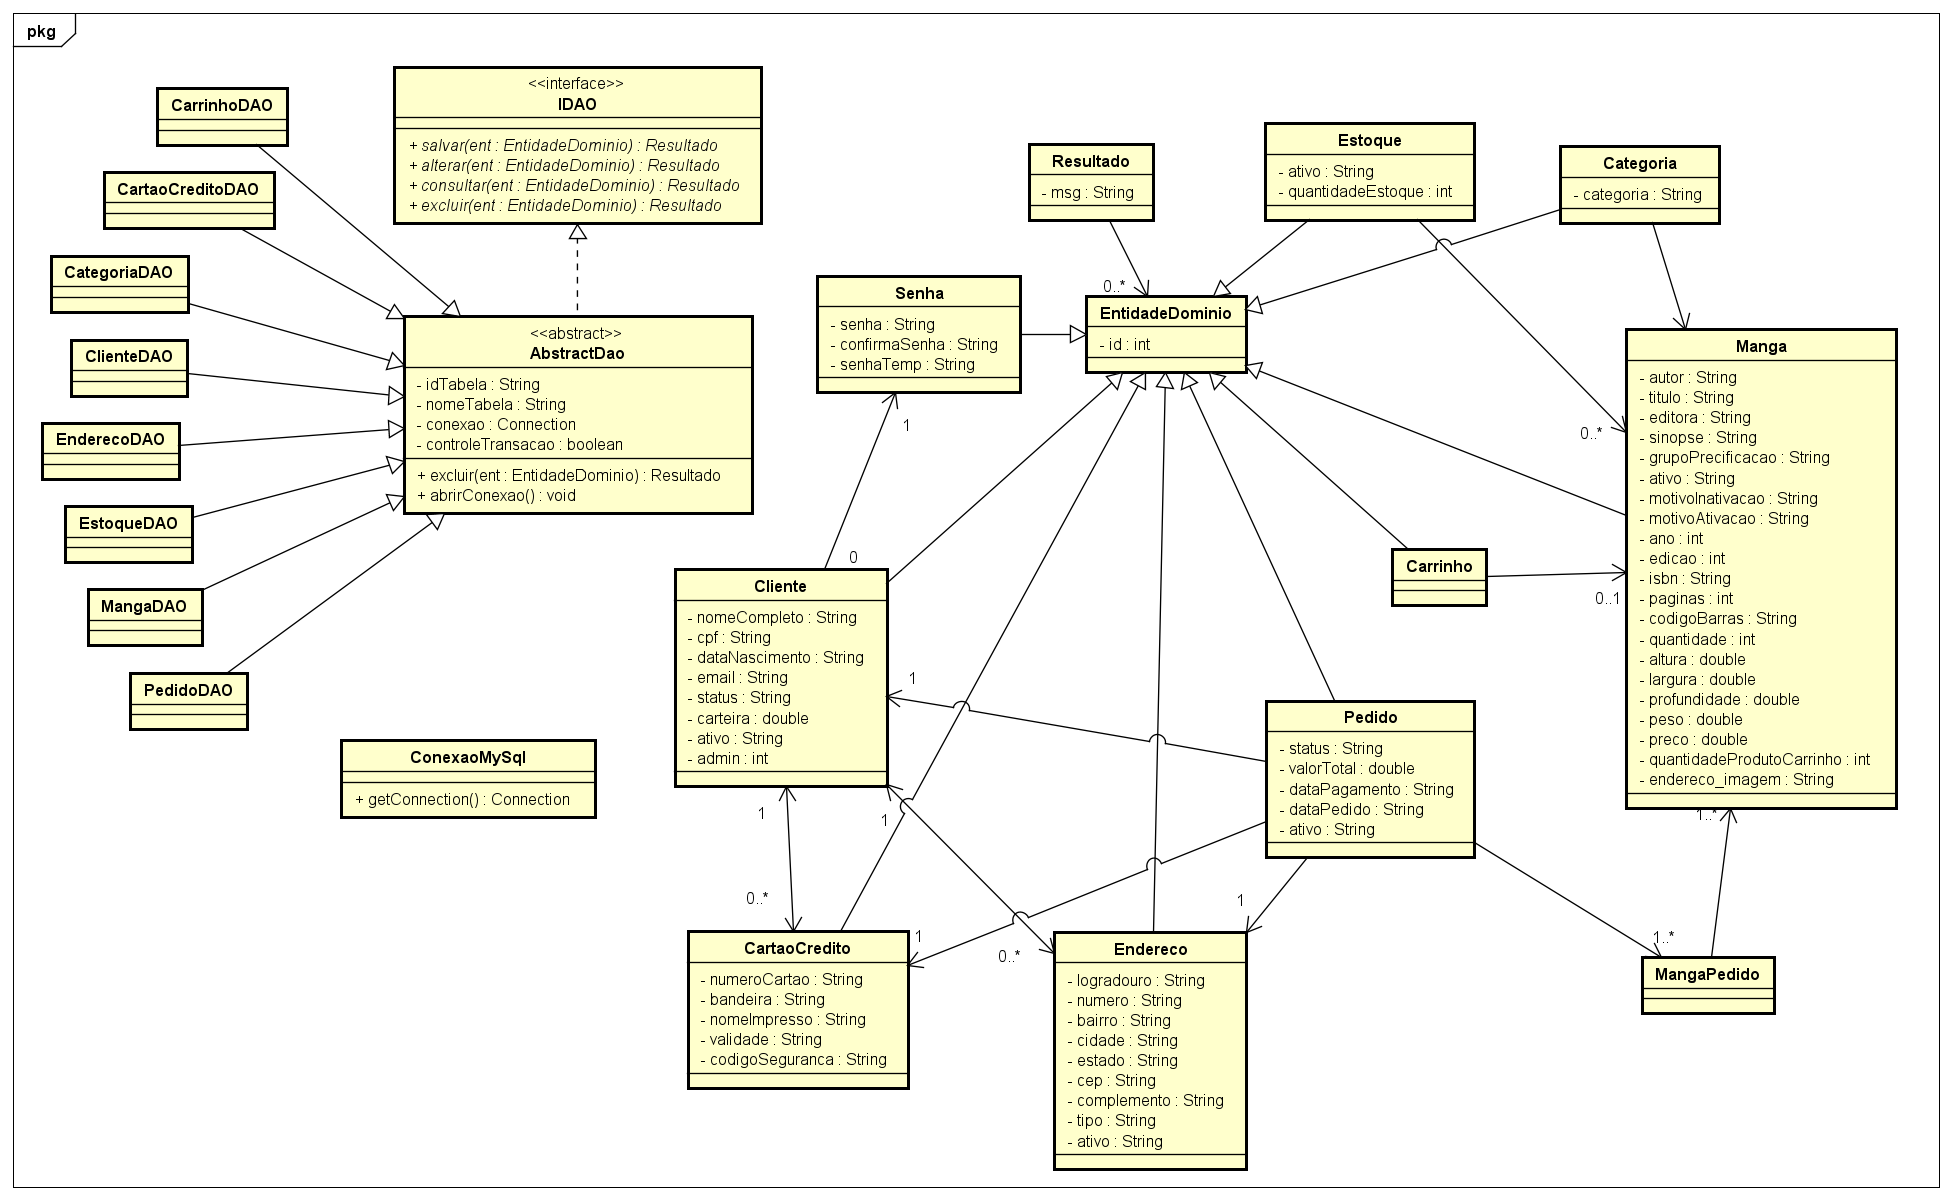 pkg
CarrinhoDAO
CartaoCreditoDAO
CategoriaDAO
ClienteDAO
EnderecoDAO
EstoqueDAO
MangaDAO
PedidoDAO
<<interface>>
IDAO
+ salvar(ent : EntidadeDominio) : Resultado
+ alterar(ent : EntidadeDominio) : Resultado
+ consultar(ent : EntidadeDominio) : Resultado
+ excluir(ent : EntidadeDominio) : Resultado
<<abstract>>
AbstractDao
- idTabela : String
- nomeTabela : String
- conexao : Connection
- controleTransacao : boolean
+ excluir(ent : EntidadeDominio) : Resultado
+ abrirConexao() : void
ConexaoMySql
+ getConnection() : Connection
Resultado
- msg : String
0..*
Estoque
- ativo : String
- quantidadeEstoque : int
0..*
Categoria
- categoria : String
Senha
- senha : String
- confirmaSenha : String
- senhaTemp : String
1
0
EntidadeDominio
- id : int
Manga
- autor : String
- titulo : String
- editora : String
- sinopse : String
- grupoPrecificacao : String
- ativo : String
- motivoInativacao : String
- motivoAtivacao : String
- ano : int
- edicao : int
- isbn : String
- paginas : int
- codigoBarras : String
- quantidade : int
- altura : double
- largura : double
- profundidade : double
- peso : double
- preco : double
- quantidadeProdutoCarrinho : int
- endereco_imagem : String
1..*
Carrinho
0..1
Cliente
- nomeCompleto : String
- cpf : String
- dataNascimento : String
- email : String
- status : String
- carteira : double
- ativo : String
- admin : int
1
1
1
0..*
0..*
Pedido
- status : String
- valorTotal : double
- dataPagamento : String
- dataPedido : String
- ativo : String
1
1
1..*
CartaoCredito
- numeroCartao : String
- bandeira : String
- nomeImpresso : String
- validade : String
- codigoSeguranca : String
Endereco
- logradouro : String
- numero : String
- bairro : String
- cidade : String
- estado : String
- cep : String
- complemento : String
- tipo : String
- ativo : String
MangaPedido